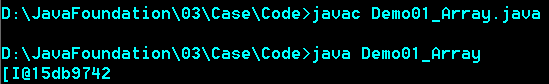 D:\JavaFoundation\03\Case\Code>javac Demo01_Array.java
D:\JavaFoundation\03\Case\Code>java Demo01_Array
[I@15db9742